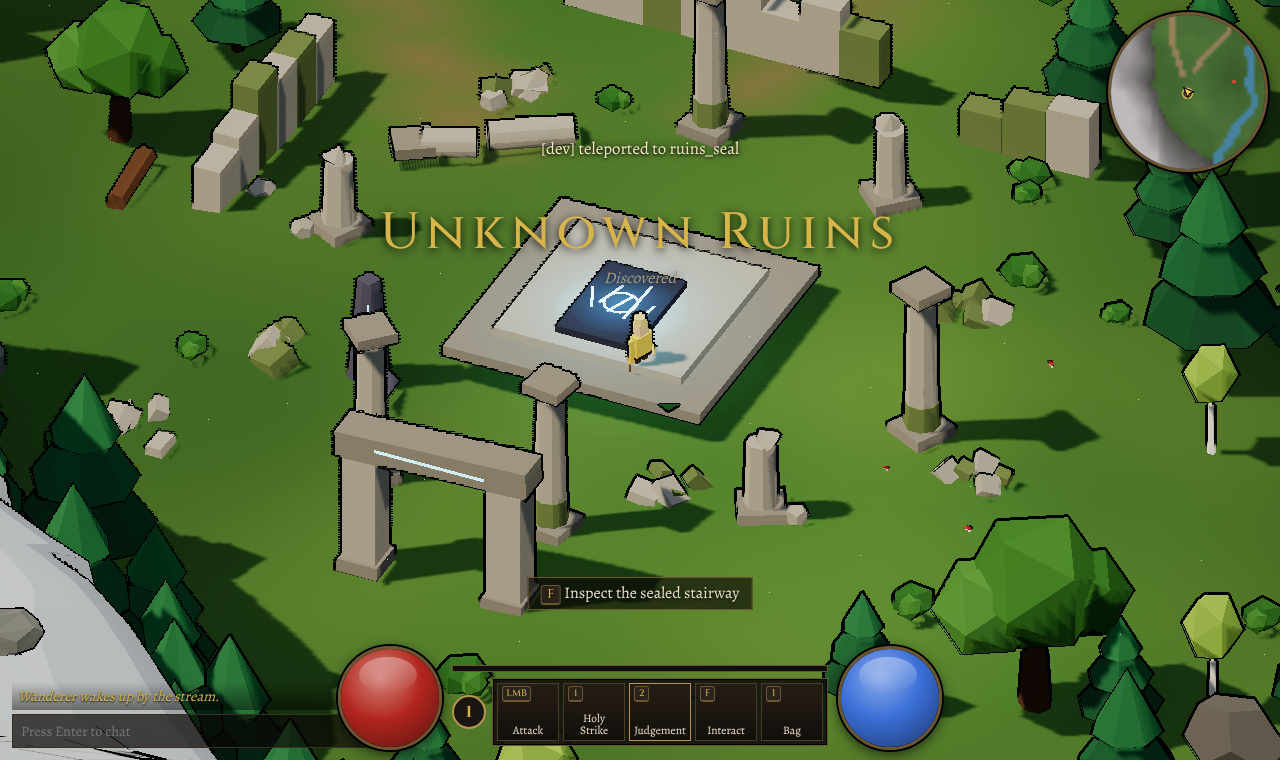 [dev] teleported to ruins_seal
Unknown Ruins
Discovered
F Inspect the sealed stairway
Wanderer wakes up by the stream.
Press Enter to chat
1
LMB Attack
1 Holy Strike
2 Judgement
F Interact
I Bag